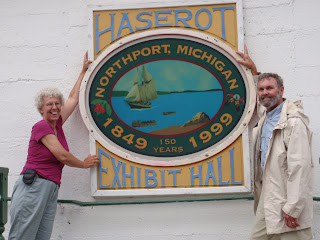 HASEROT
NORTHPORT, MICHIGAN
1849 150 1999
YEARS
EXHIBIT HALL